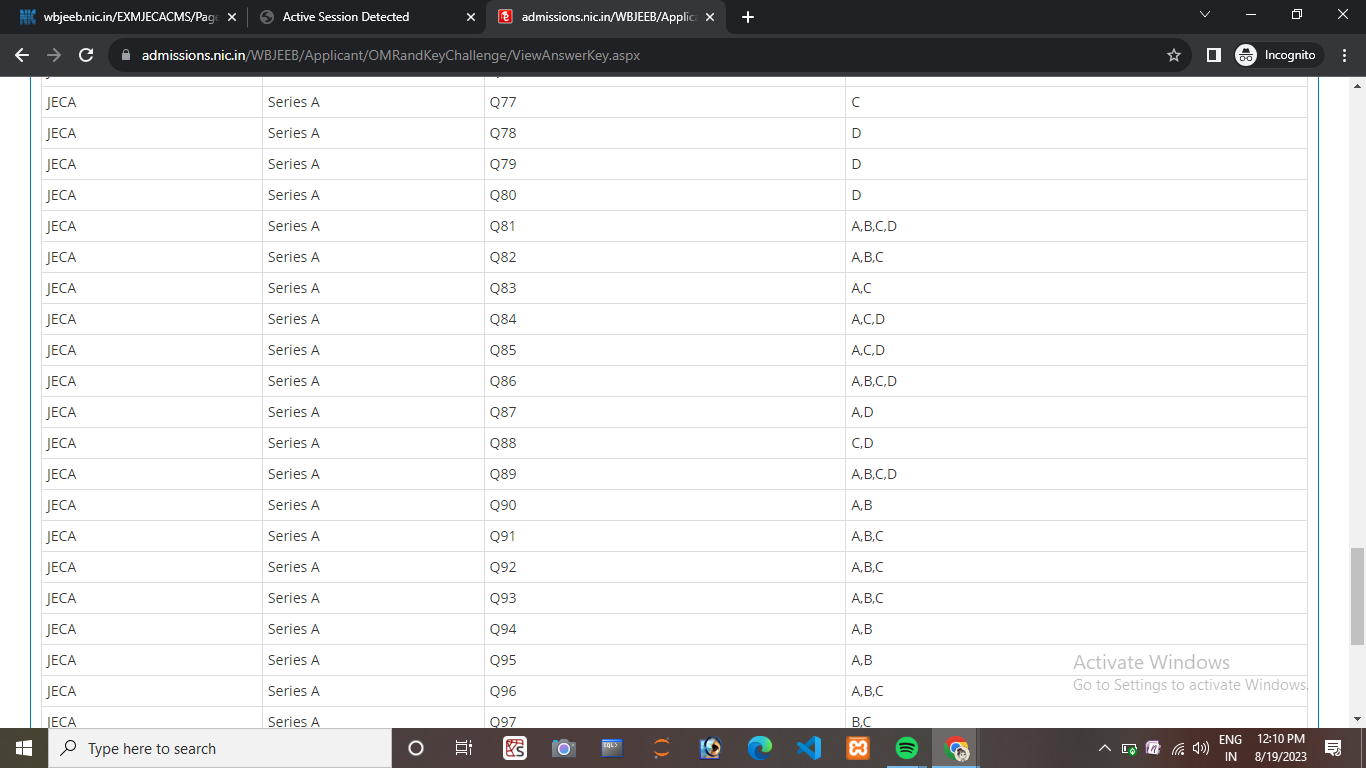 wbjeeb.nic.in/EXMJECACMS/Page
Active Session Detected
admissions.nic.in/WBJEEB/Applica
admissions.nic.in/WBJEEB/Applicant/OMRandKeyChallenge/ViewAnswerKey.aspx
Incognito
JECA Series A Q77 C
JECA Series A Q78 D
JECA Series A Q79 D
JECA Series A Q80 D
JECA Series A Q81 A,B,C,D
JECA Series A Q82 A,B,C
JECA Series A Q83 A,C
JECA Series A Q84 A,C,D
JECA Series A Q85 A,C,D
JECA Series A Q86 A,B,C,D
JECA Series A Q87 A,D
JECA Series A Q88 C,D
JECA Series A Q89 A,B,C,D
JECA Series A Q90 A,B
JECA Series A Q91 A,B,C
JECA Series A Q92 A,B,C
JECA Series A Q93 A,B,C
JECA Series A Q94 A,B
JECA Series A Q95 A,B
JECA Series A Q96 A,B,C
JECA Series A Q97 B,C
Activate Windows
Go to Settings to activate Windows.
Type here to search
ENG 12:10 PM
IN 8/19/2023